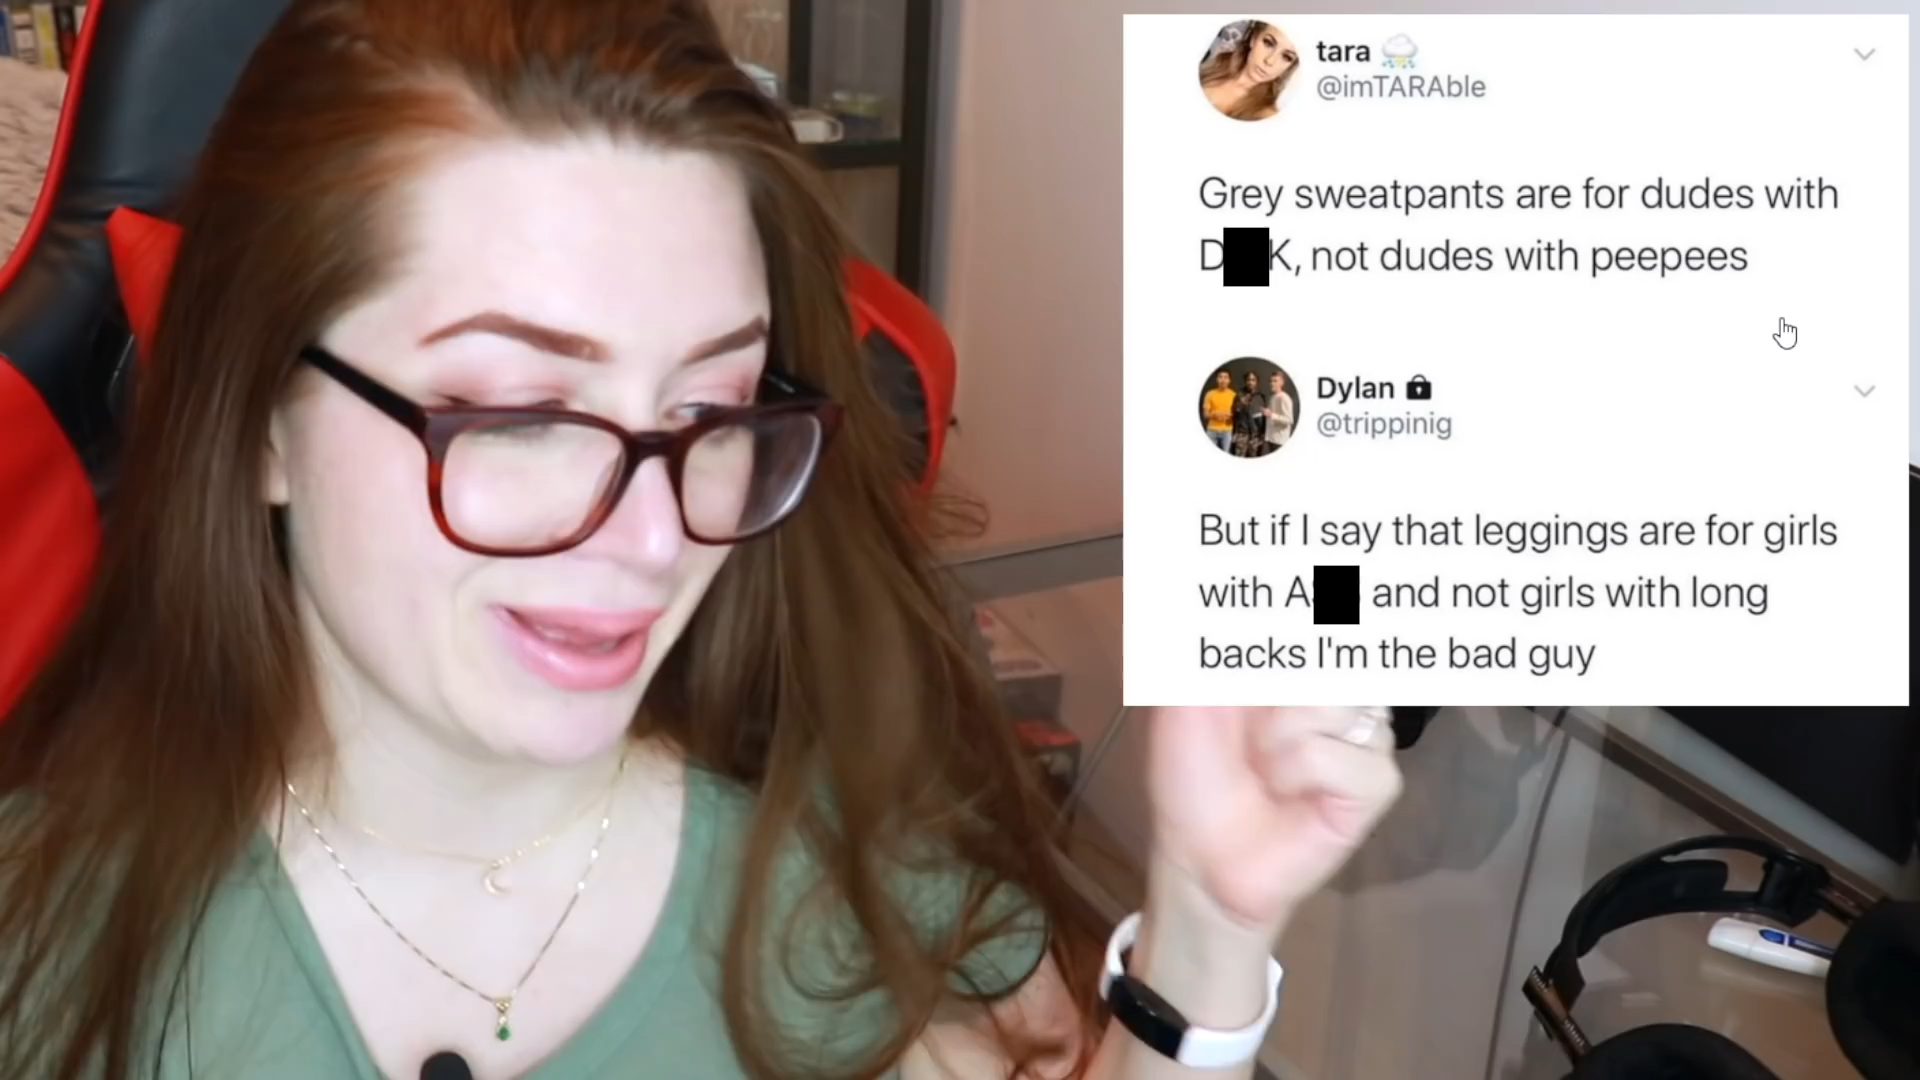 tara
@imTARAble
Grey sweatpants are for dudes with
D K, not dudes with peepees
Dylan
@trippinig
But if I say that leggings are for girls
with A and not girls with long
backs I'm the bad guy